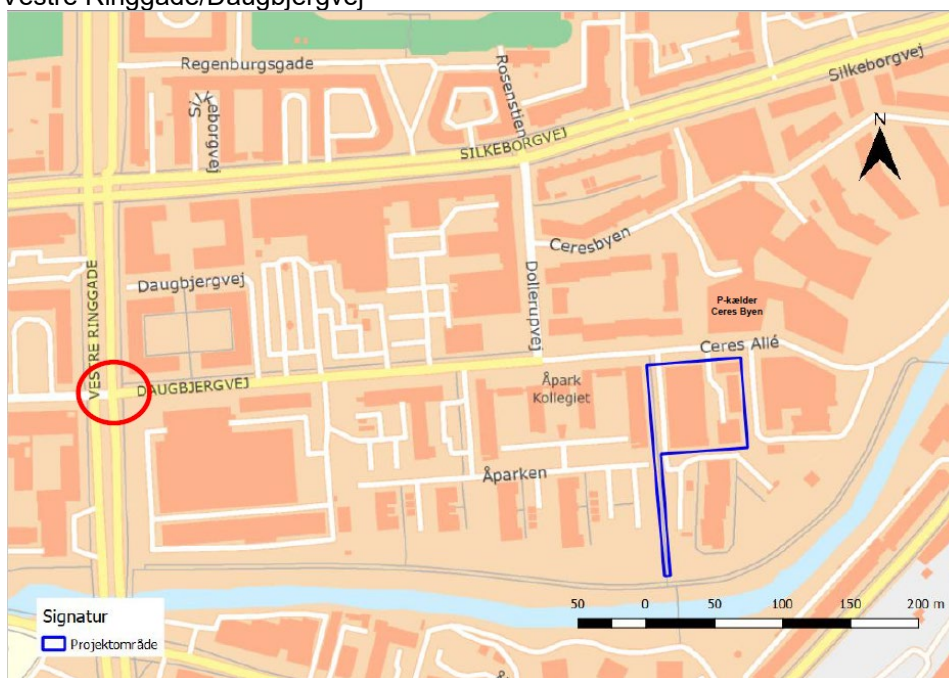 Vestre Ringgade/Daugbjergvej
Regenburgsgade
Rosenstien
Silkeborgvej
Silkeborgvej
SILKEBORGVEJ
N
VESTRE RINGGADE
Daugbjergvej
Dollerupvej
Ceresbyen
P-kælder
Ceres Byen
Ceres Allé
DAUGBJERGVEJ
Åpark
Kollegiet
Åparken
Signatur
Projektområde
50 0 50 100 150 200 m